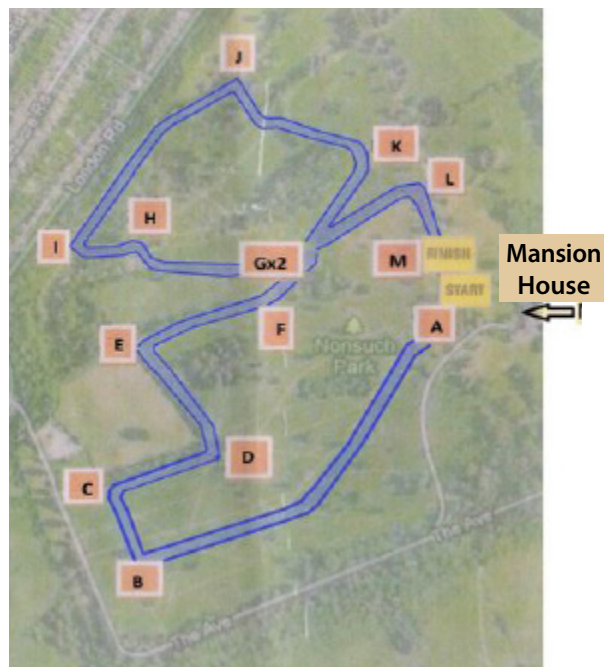 J
London Rd
K
L
H
I
Gx2
M
FINISH
Mansion
House
START
A
F
E
Nonsuch
Park
D
C
B
The Ave
The Ave